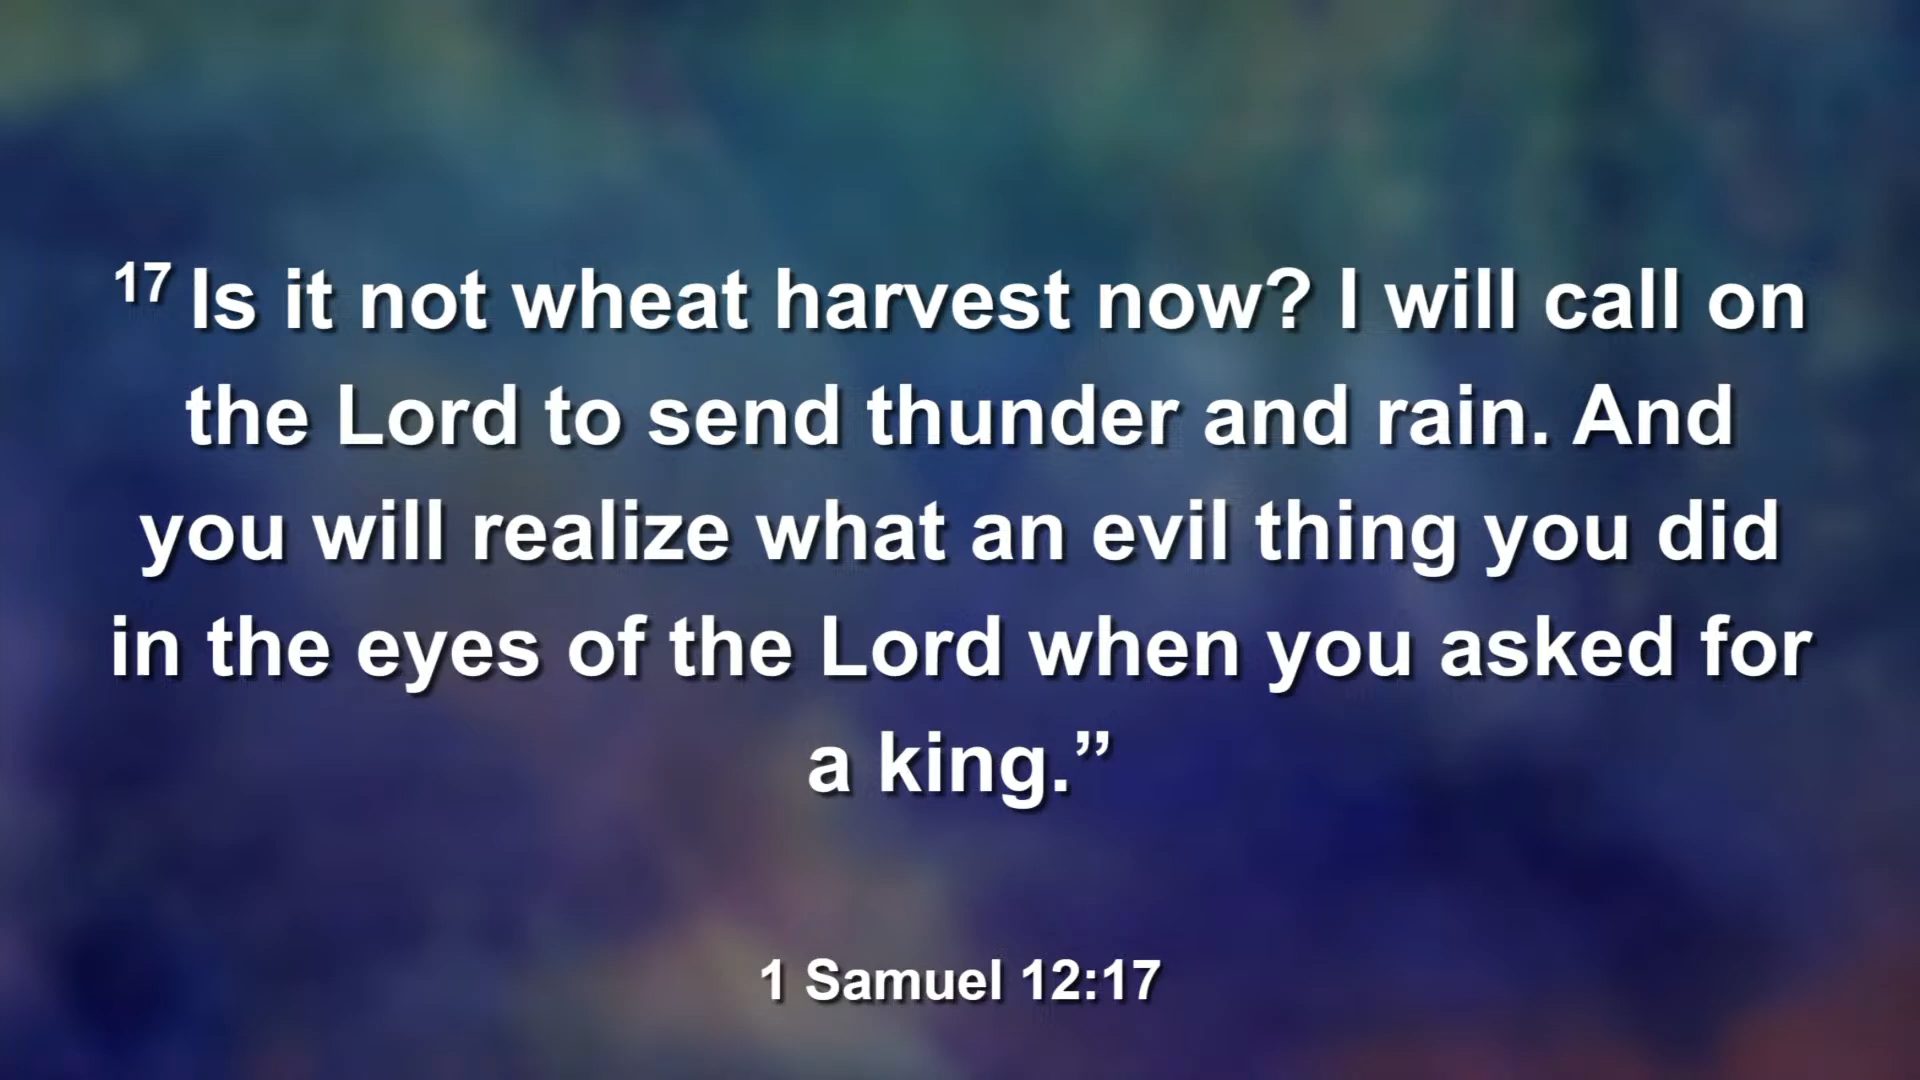 17 Is it not wheat harvest now? I will call on
the Lord to send thunder and rain. And
you will realize what an evil thing you did
in the eyes of the Lord when you asked for
a king.”
1 Samuel 12:17